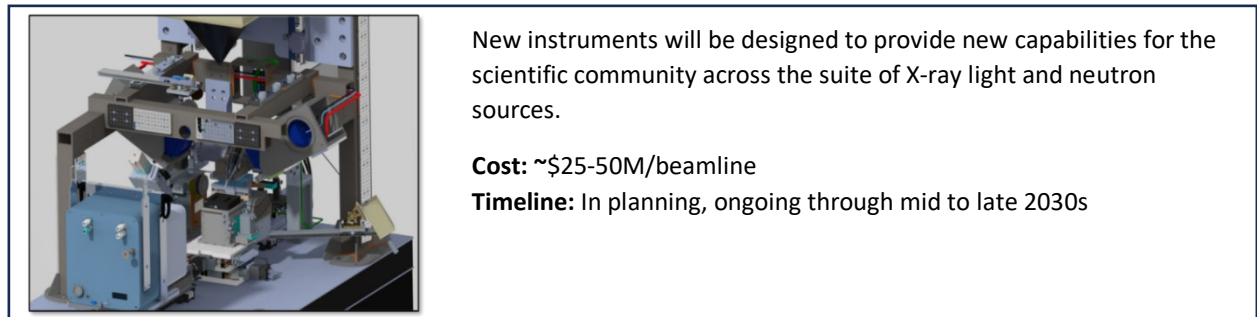 New instruments will be designed to provide new capabilities for the
scientific community across the suite of X-ray light and neutron
sources.
Cost: ~$25-50M/beamline
Timeline: In planning, ongoing through mid to late 2030s